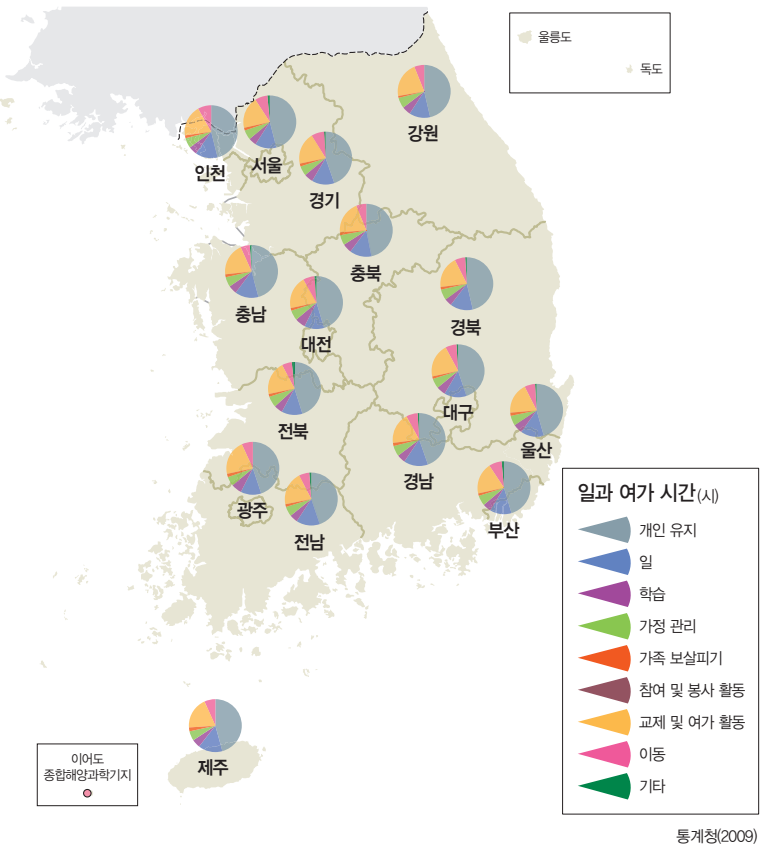 울릉도
독도
강원
인천
서울
경기
충북
충남
대전
경북
대구
전북
울산
경남
광주
전남
부산
제주
이어도
종합해양과학기지
일과 여가 시간(시)
개인 유지
일
학습
가정 관리
가족 보살피기
참여 및 봉사 활동
교제 및 여가 활동
이동
기타
통계청(2009)